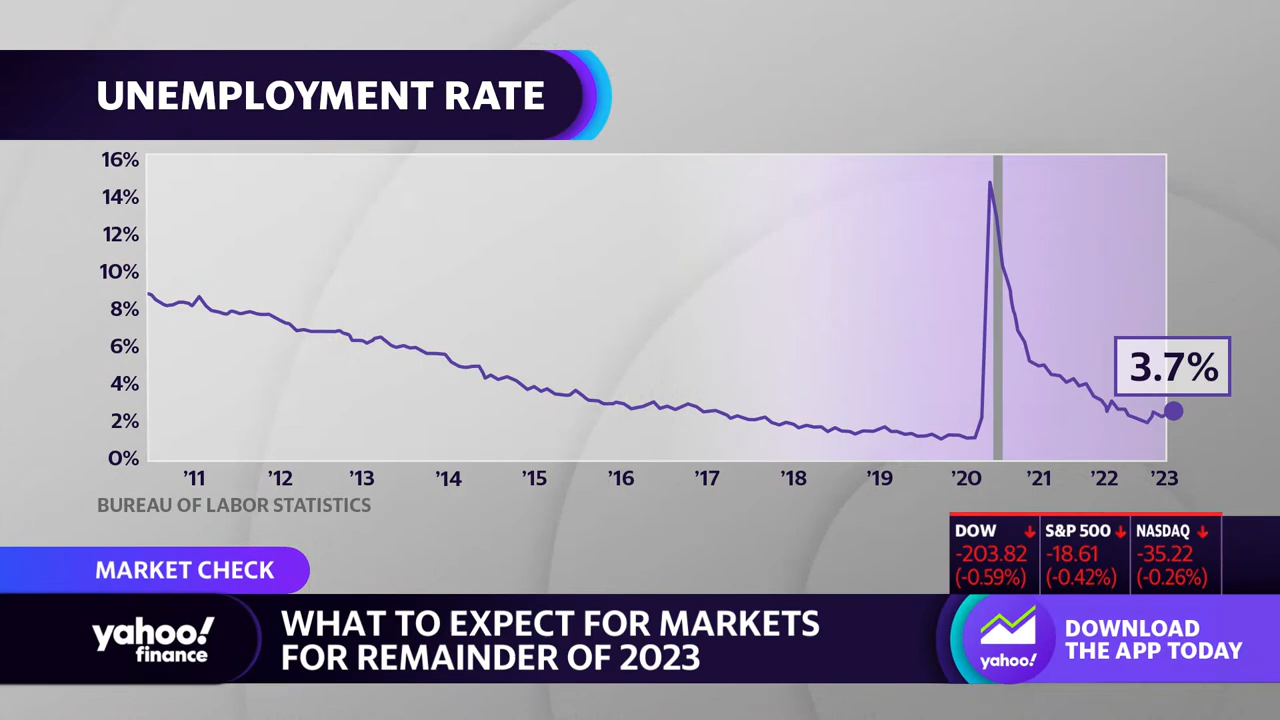 UNEMPLOYMENT RATE
16%
14%
12%
10%
8%
6%
4%
2%
0%
3.7%
’11 ’12 ’13 ’14 ’15 ’16 ’17 ’18 ’19 ’20 ’21 ’22 ’23
BUREAU OF LABOR STATISTICS
DOW S&P 500 NASDAQ
-203.82 -18.61 -35.22
(-0.59%) (-0.42%) (-0.26%)
MARKET CHECK
yahoo!
finance
WHAT TO EXPECT FOR MARKETS
FOR REMAINDER OF 2023
yahoo!
DOWNLOAD
THE APP TODAY